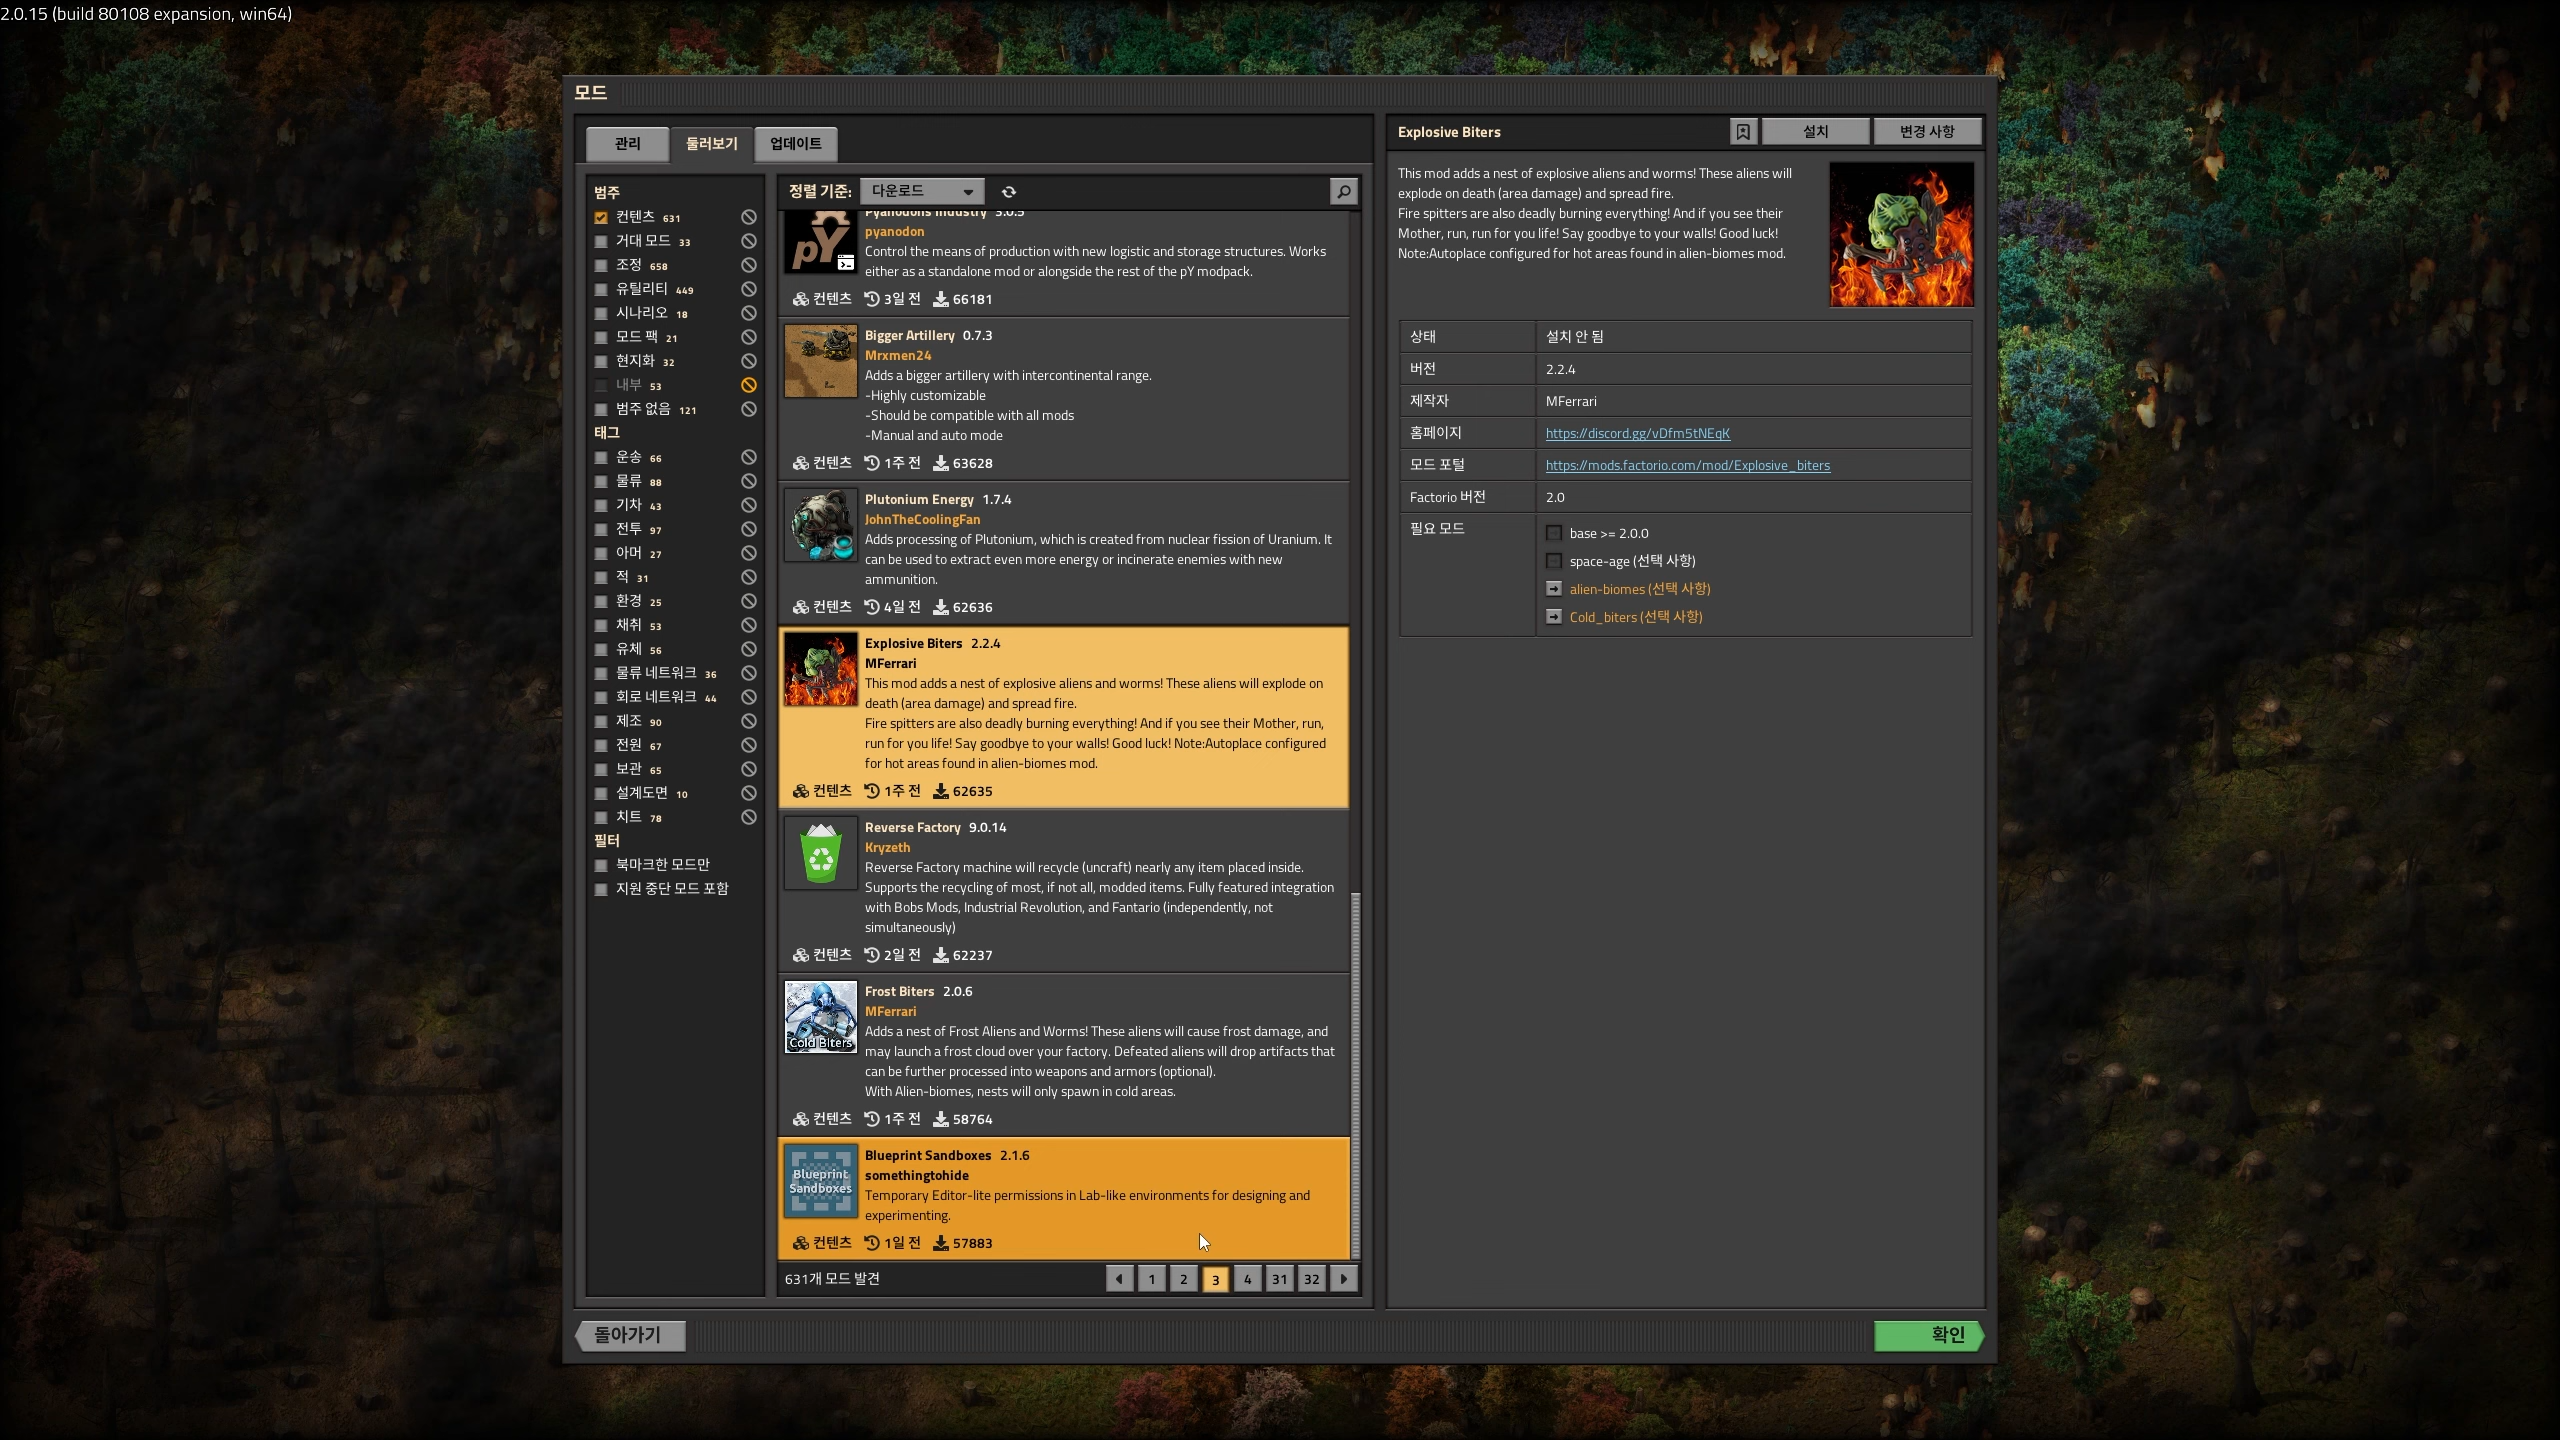 2.0.15 (build 80108 expansion, win64)
모드
관리
둘러보기
업데이트
범주
컨텐츠 631
거대 모드 33
조정 658
유틸리티 449
시나리오 18
모드 팩 21
현지화 32
내부 53
범주 없음 121
태그
운송 66
물류 88
기차 43
전투 97
아머 27
적 31
환경 25
채취 53
유체 56
물류 네트워크 36
회로 네트워크 44
제조 90
전원 67
보관 65
설계도면 10
치트 78
필터
북마크한 모드만
지원 중단 모드 포함
정렬 기준: 다운로드
Pyanodons Industry 3.0.5
pyanodon
pY
Control the means of production with new logistic and storage structures. Works
either as a standalone mod or alongside the rest of the pY modpack.
컨텐츠 3일 전 66181
Bigger Artillery 0.7.3
Mrxmen24
Adds a bigger artillery with intercontinental range.
-Highly customizable
-Should be compatible with all mods
-Manual and auto mode
컨텐츠 1주 전 63628
Plutonium Energy 1.7.4
JohnTheCoolingFan
Adds processing of Plutonium, which is created from nuclear fission of Uranium. It
can be used to extract even more energy or incinerate enemies with new
ammunition.
컨텐츠 4일 전 62636
Explosive Biters 2.2.4
MFerrari
This mod adds a nest of explosive aliens and worms! These aliens will explode on
death (area damage) and spread fire.
Fire spitters are also deadly burning everything! And if you see their Mother, run,
run for you life! Say goodbye to your walls! Good luck! Note:Autoplace configured
for hot areas found in alien-biomes mod.
컨텐츠 1주 전 62635
Reverse Factory 9.0.14
Kryzeth
Reverse Factory machine will recycle (uncraft) nearly any item placed inside.
Supports the recycling of most, if not all, modded items. Fully featured integration
with Bobs Mods, Industrial Revolution, and Fantario (independently, not
simultaneously)
컨텐츠 2일 전 62237
Frost Biters 2.0.6
MFerrari
Cold Biters
Adds a nest of Frost Aliens and Worms! These aliens will cause frost damage, and
may launch a frost cloud over your factory. Defeated aliens will drop artifacts that
can be further processed into weapons and armors (optional).
With Alien-biomes, nests will only spawn in cold areas.
컨텐츠 1주 전 58764
Blueprint Sandboxes 2.1.6
somethingtohide
Blueprint
Sandboxes
Temporary Editor-lite permissions in Lab-like environments for designing and
experimenting.
컨텐츠 1일 전 57883
631개 모드 발견
1 2 3 4 31 32
Explosive Biters
설치
변경 사항
This mod adds a nest of explosive aliens and worms! These aliens will
explode on death (area damage) and spread fire.
Fire spitters are also deadly burning everything! And if you see their
Mother, run, run for you life! Say goodbye to your walls! Good luck!
Note:Autoplace configured for hot areas found in alien-biomes mod.
상태 설치 안 됨
버전 2.2.4
제작자 MFerrari
홈페이지 https://discord.gg/vDfm5tNEqK
모드 포털 https://mods.factorio.com/mod/Explosive_biters
Factorio 버전 2.0
필요 모드 base >= 2.0.0
space-age (선택 사항)
alien-biomes (선택 사항)
Cold_biters (선택 사항)
돌아가기
확인